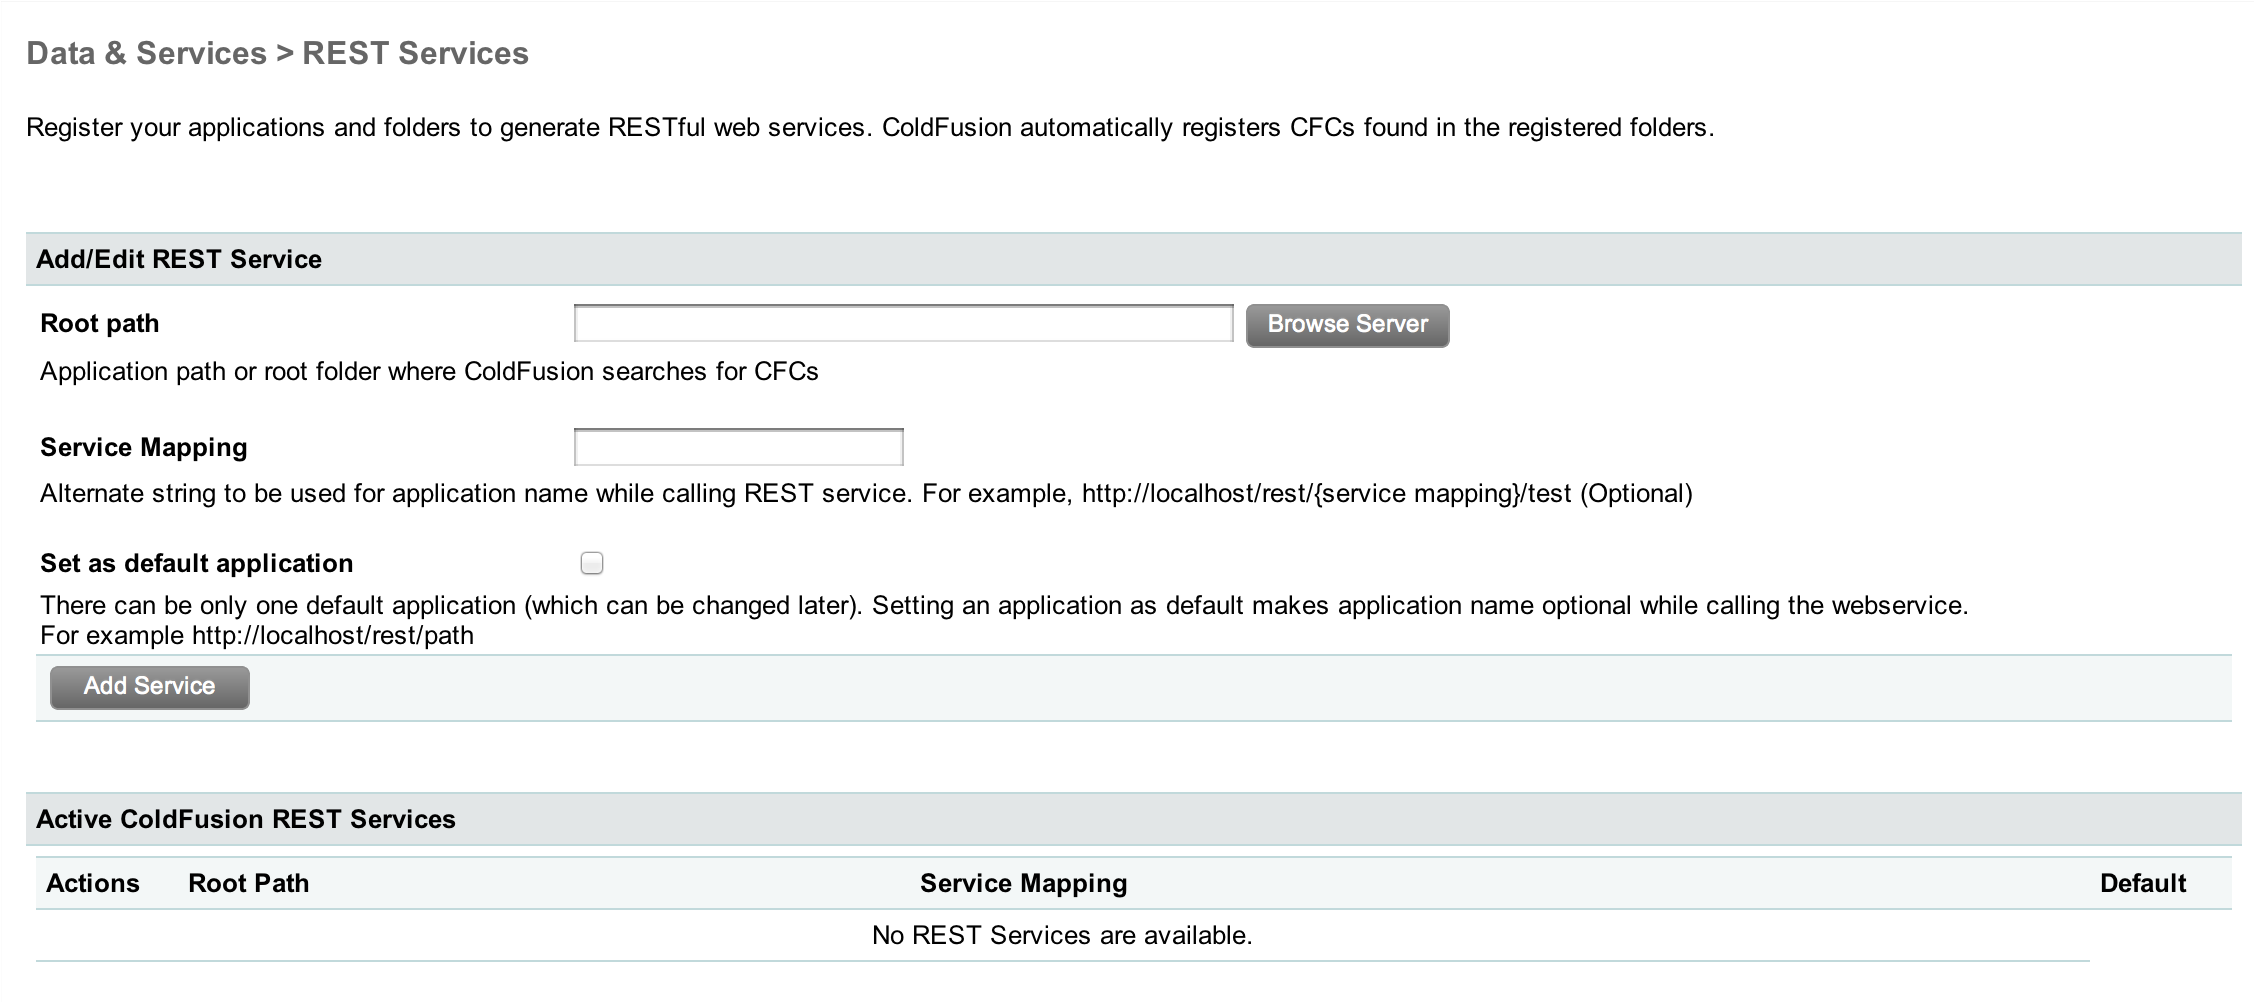 Data & Services > REST Services
Register your applications and folders to generate RESTful web services. ColdFusion automatically registers CFCs found in the registered folders.
Add/Edit REST Service
Root path
Browse Server
Application path or root folder where ColdFusion searches for CFCs
Service Mapping
Alternate string to be used for application name while calling REST service. For example, http://localhost/rest/{service mapping}/test (Optional)
Set as default application
There can be only one default application (which can be changed later). Setting an application as default makes application name optional while calling the webservice.
For example http://localhost/rest/path
Add Service
Active ColdFusion REST Services
Actions Root Path Service Mapping Default
No REST Services are available.